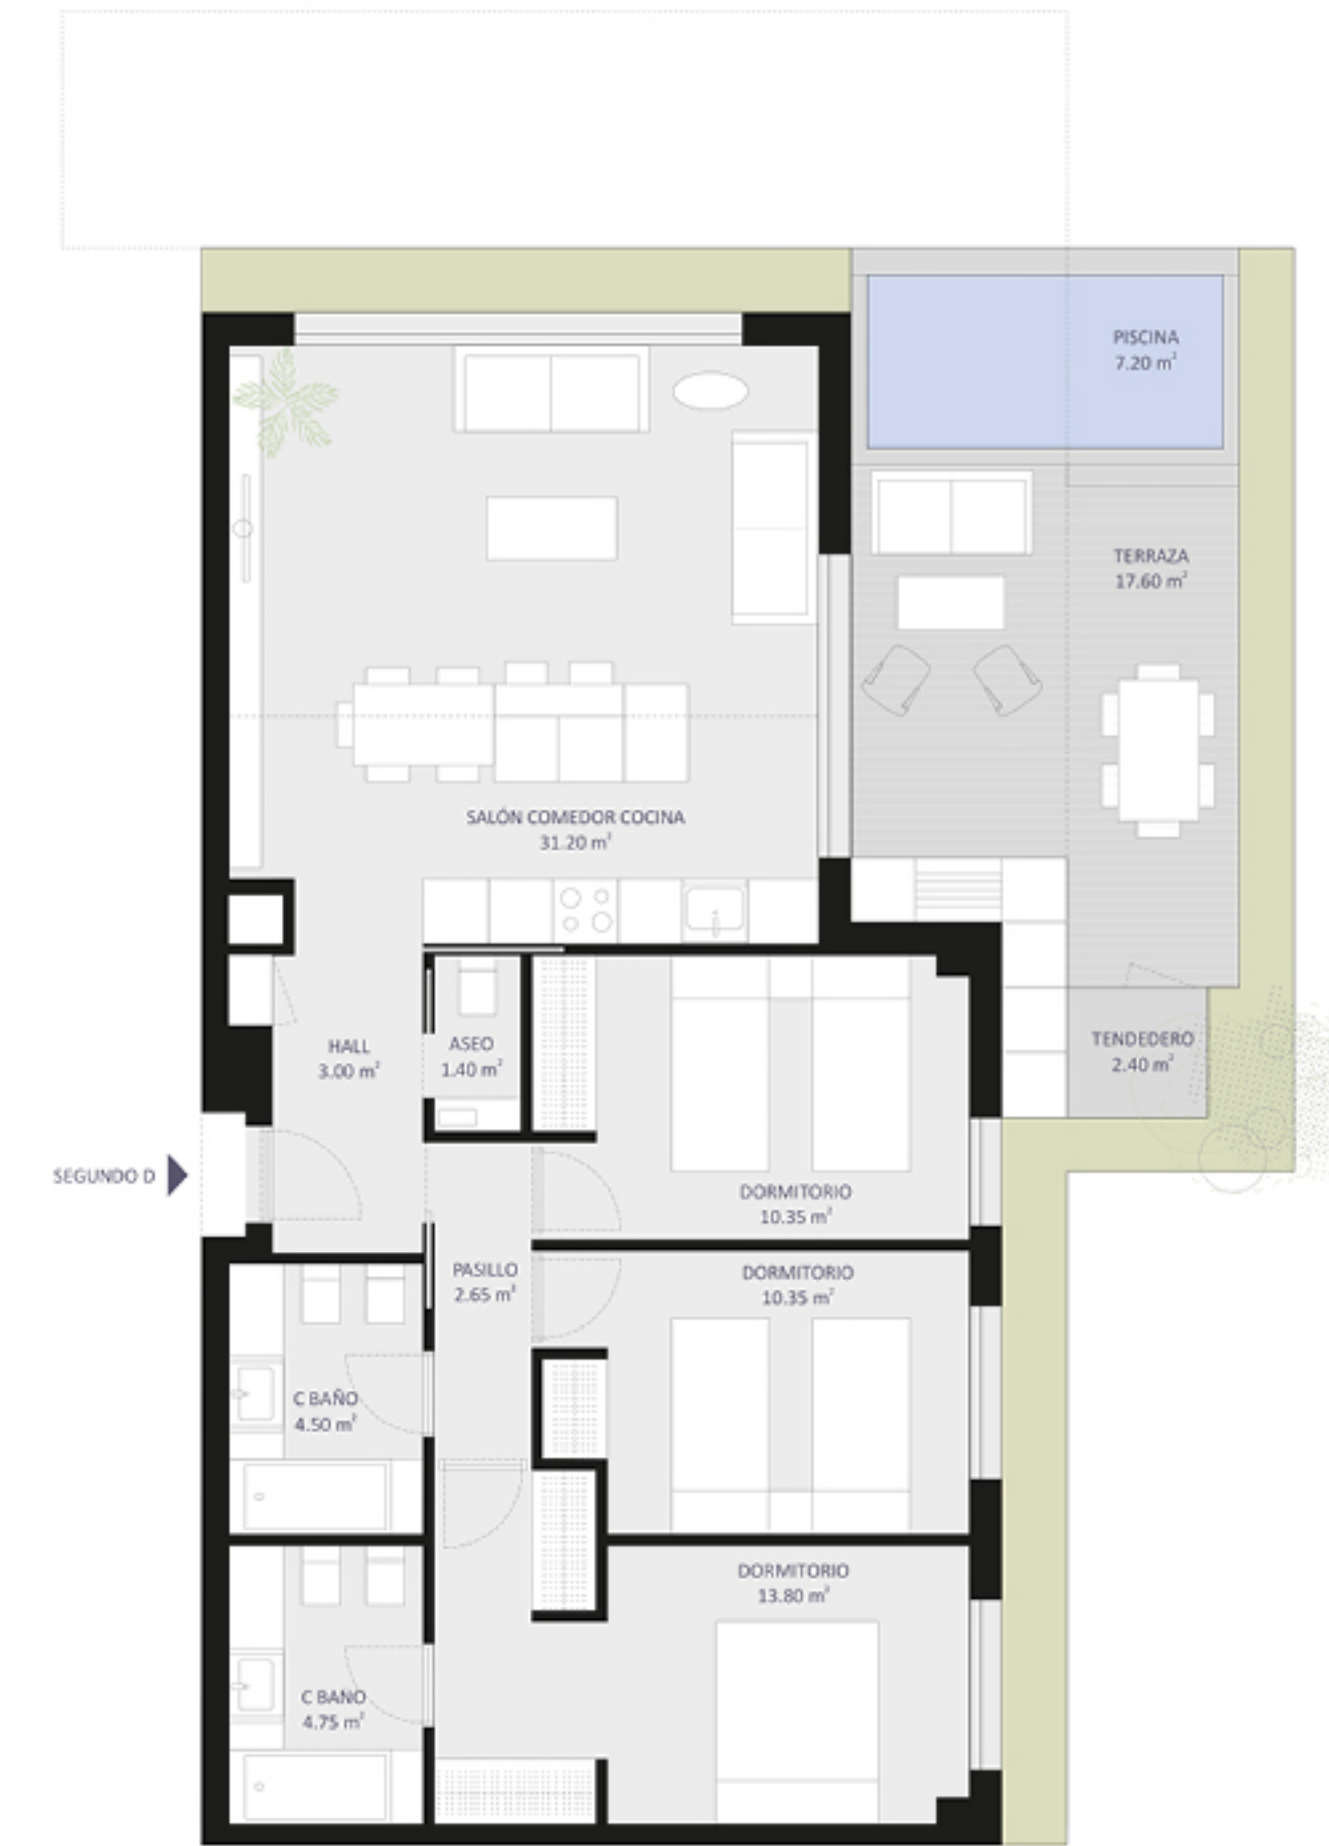 PISCINA
7.20 m²
TERRAZA
17.60 m²
SALÓN COMEDOR COCINA
31.20 m²
HALL
3.00 m²
ASEO
1.40 m²
TENDEDERO
2.40 m²
SEGUNDO D
DORMITORIO
10.35 m²
PASILLO
2.65 m²
DORMITORIO
10.35 m²
C BAÑO
4.50 m²
DORMITORIO
13.80 m²
C BAÑO
4.75 m²